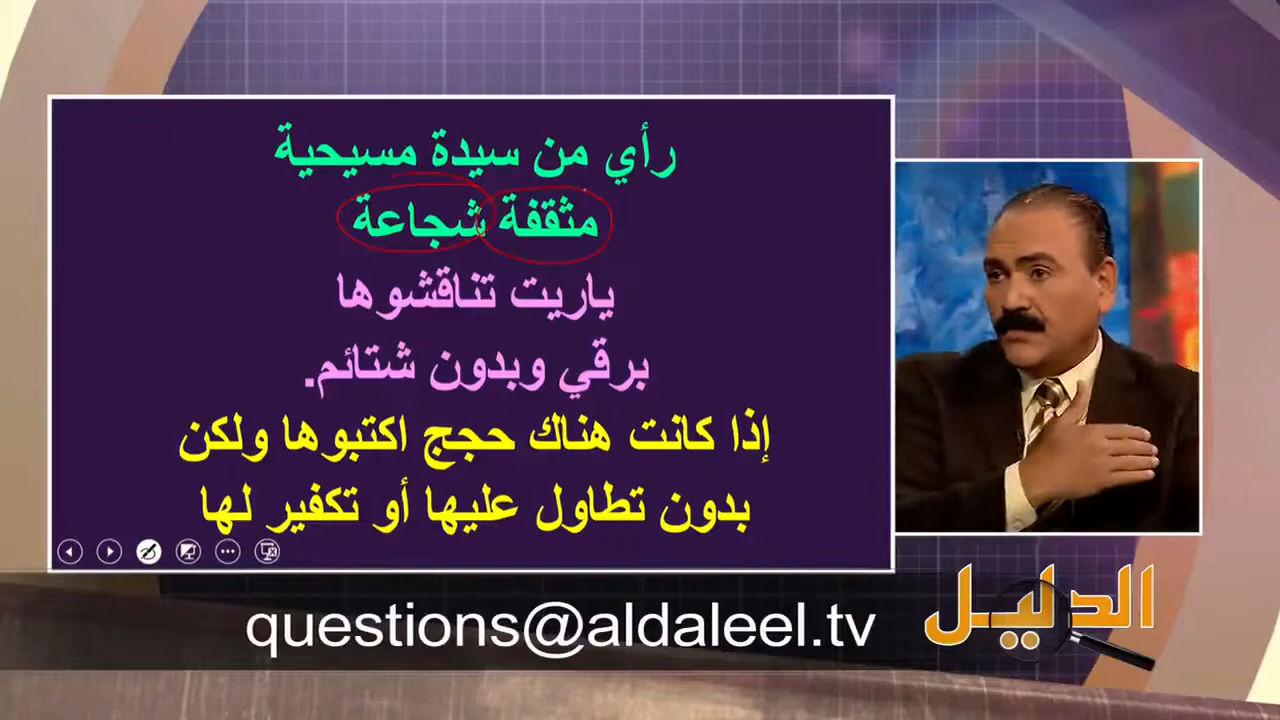 رأي من سيدة مسيحية
مثقفة شجاعة
ياريت تناقشوها
برقي وبدون شتائم.
إذا كانت هناك حجج اكتبوها ولكن
بدون تطاول عليها أو تكفير لها
الدليل
questions@aldaleel.tv